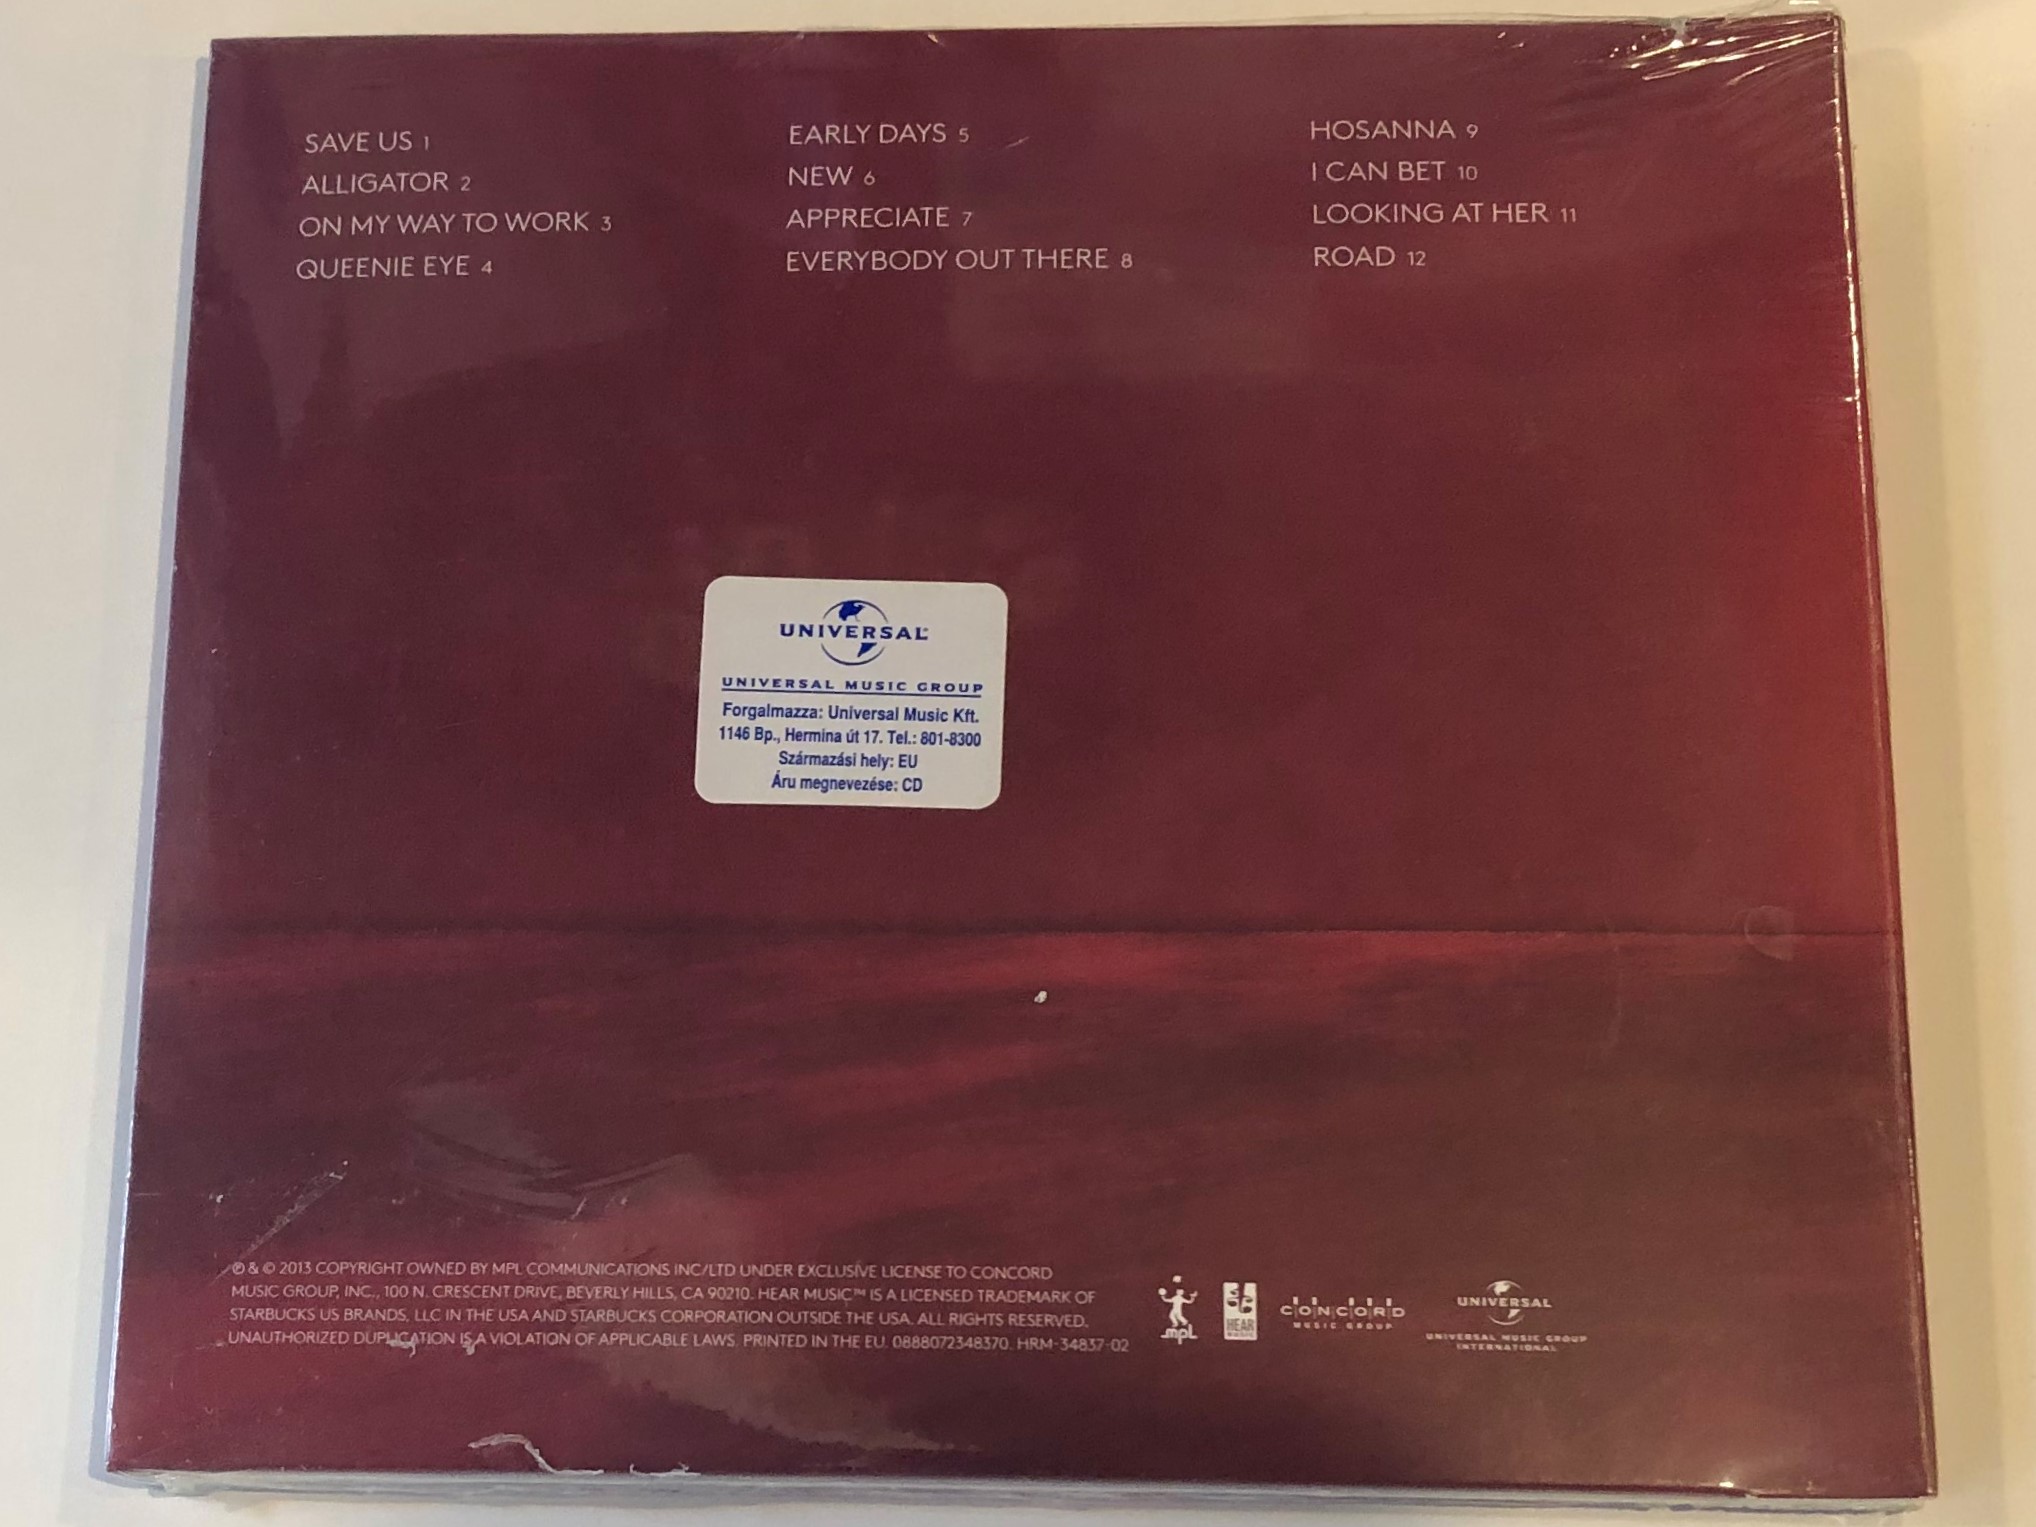 SAVE US 1
ALLIGATOR 2
ON MY WAY TO WORK 3
QUEENIE EYE 4
EARLY DAYS 5
NEW 6
APPRECIATE 7
EVERYBODY OUT THERE 8
HOSANNA 9
I CAN BET 10
LOOKING AT HER 11
ROAD 12
UNIVERSAL
UNIVERSAL MUSIC GROUP
Forgalmazza: Universal Music Kft.
1146 Bp., Hermina út 17. Tel.: 801-8300
Származási hely: EU
Áru megnevezése: CD
℗ & © 2013 COPYRIGHT OWNED BY MPL COMMUNICATIONS INC/LTD UNDER EXCLUSIVE LICENSE TO CONCORD
MUSIC GROUP, INC., 100 N. CRESCENT DRIVE, BEVERLY HILLS, CA 90210. HEAR MUSIC™ IS A LICENSED TRADEMARK OF
STARBUCKS US BRANDS, LLC IN THE USA AND STARBUCKS CORPORATION OUTSIDE THE USA. ALL RIGHTS RESERVED.
UNAUTHORIZED DUPLICATION IS A VIOLATION OF APPLICABLE LAWS. PRINTED IN THE EU. 0888072348370. HRM-34837-02
mpL
HEAR
MUSIC
CONCORD
MUSIC GROUP
UNIVERSAL
UNIVERSAL MUSIC GROUP
INTERNATIONAL